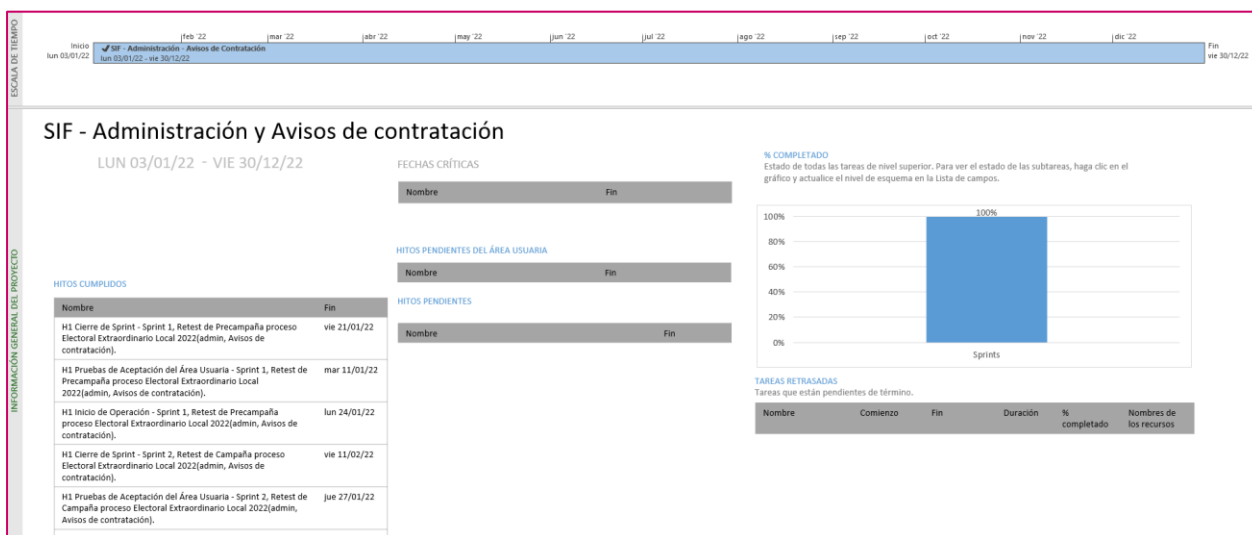 ESCALA DE TIEMPO
feb '22
mar '22
abr '22
may '22
jun '22
jul '22
ago '22
sep '22
oct '22
nov '22
dic '22
Inicio
lun 03/01/22
SIF - Administración - Avisos de Contratación
lun 03/01/22 - vie 30/12/22
Fin
vie 30/12/22
INFORMACIÓN GENERAL DEL PROYECTO
SIF - Administración y Avisos de contratación
LUN 03/01/22 - VIE 30/12/22
HITOS CUMPLIDOS
Nombre Fin
H1 Cierre de Sprint - Sprint 1, Retest de Precampaña proceso vie 21/01/22
Electoral Extraordinario Local 2022(admin, Avisos de
contratación).
H1 Pruebas de Aceptación del Área Usuaria - Sprint 1, Retest de mar 11/01/22
Precampaña proceso Electoral Extraordinario Local
2022(admin, Avisos de contratación).
H1 Inicio de Operación - Sprint 1, Retest de Precampaña lun 24/01/22
proceso Electoral Extraordinario Local 2022(admin, Avisos de
contratación).
H1 Cierre de Sprint - Sprint 2, Retest de Campaña proceso vie 11/02/22
Electoral Extraordinario Local 2022(admin, Avisos de
contratación).
H1 Pruebas de Aceptación del Área Usuaria - Sprint 2, Retest de jue 27/01/22
Campaña proceso Electoral Extraordinario Local 2022(admin,
Avisos de contratación).
FECHAS CRÍTICAS
Nombre Fin
HITOS PENDIENTES DEL ÁREA USUARIA
Nombre Fin
HITOS PENDIENTES
Nombre Fin
% COMPLETADO
Estado de todas las tareas de nivel superior. Para ver el estado de las subtareas, haga clic en el
gráfico y actualice el nivel de esquema en la Lista de campos.
100%
100%
80%
60%
40%
20%
0%
Sprints
TAREAS RETRASADAS
Tareas que están pendientes de término.
Nombre Comienzo Fin Duración % Nombres de
completado los recursos